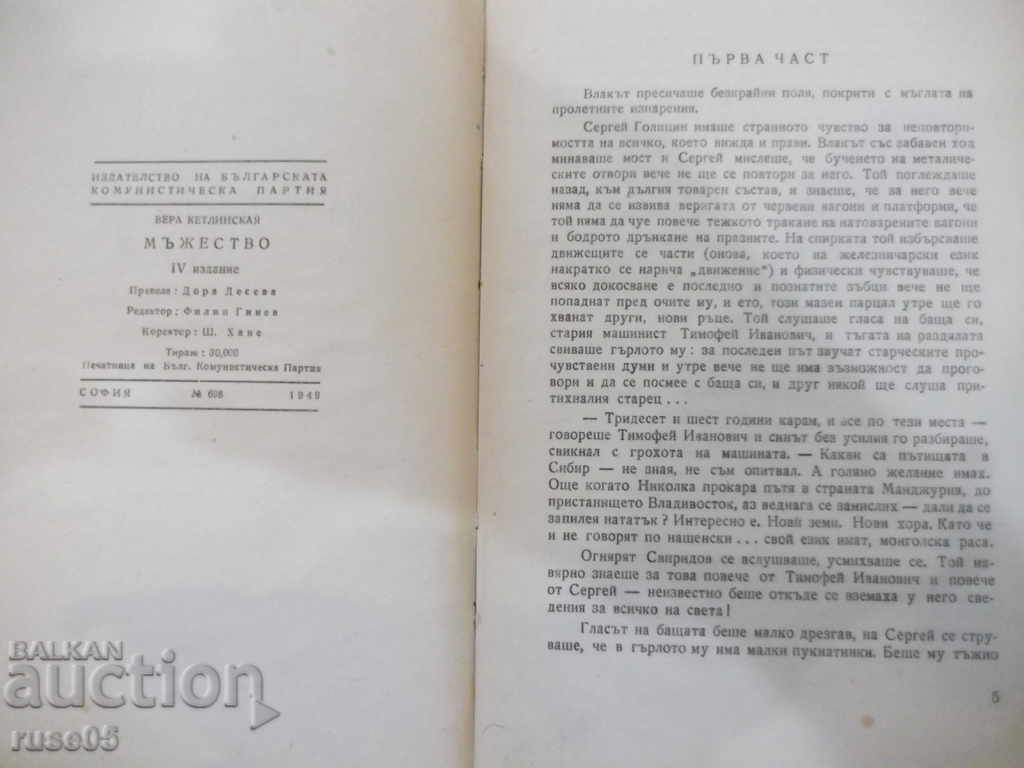 ИЗДАТЕЛСТВО НА БЪЛГАРСКАТА
КОМУНИСТИЧЕСКА ПАРТИЯ
ВЕРА КЕТЛИНСКАЯ
МЪЖЕСТВО
IV издание
Превела: Дора Досева
Редактор: Филип Гинев
Коректор: Ш. Хане
Тираж: 30,000
Печатница на Бълг. Комунистическа Партия
СОФИЯ № 698 1949
ПЪРВА ЧАСТ
Влакът пресичаше безкрайни поля, покрити с мъглата на
пролетните изпарения.
Сергей Голицин имаше странното чувство за неповтори-
мостта на всичко, което вижда и прави. Влакът със забавен ход
минаваше мост и Сергей мислеше, че бученето на металиче-
ските отвори вече не ще се повтори за него. Той поглеждаше
назад, към дългия товарен състав, и знаеше, че за него вече
няма да се извива веригата от червени вагони и платформи, че
той няма да чуе повече тежкото тракане на натоварените вагони
и бодрото дрънкане на празните. На спирката той избърсваше
движещите се части (онова, което на железничарски език
накратко се нарича „движение“) и физически чувствуваше, че
всяко докосване е последно и познатите зъбци вече не ще
попаднат пред очите му, и ето, този мазен парцал утре ще го
хванат други, нови ръце. Той слушаше гласа на баща си,
стария машинист Тимофей Иванович, и тъгата на раздялата
свиваше гърлото му: за последен път звучат старческите про-
чувствени думи и утре вече не ще има възможност да прого-
вори и да се посмее с баща си, и друг никой ще слуша при-
тихналия старец...
— Тридесет и шест години карам, и все по тези места —
говореше Тимофей Иванович и синът без усилия го разбираше,
свикнал с грохота на машината. — Какви са пътищата в
Сибир — не зная, не съм опитвал. А голямо желание имах.
Още когато Николка прокара пътя в страната Манджурия, до
пристанището Владивосток, аз веднага се замислих — дали да се
запилея нататък? Интересно е. Нови земи. Нови хора. Като че
и не говорят по нашенски... свой език имат, монголска раса.
Огнярят Свиридов се вслушваше, усмихваше се. Той на-
вярно знаеше за това повече от Тимофей Иванович и повече
от Сергей — неизвестно беше откъде се вземаха у него све-
дения за всичко на света!
Гласът на бащата беше малко дрезгав, на Сергей се стру-
ваше, че в гърлото му има малки пукнатинки. Беше му тъжно
5
BALKAN
auction
ruse05